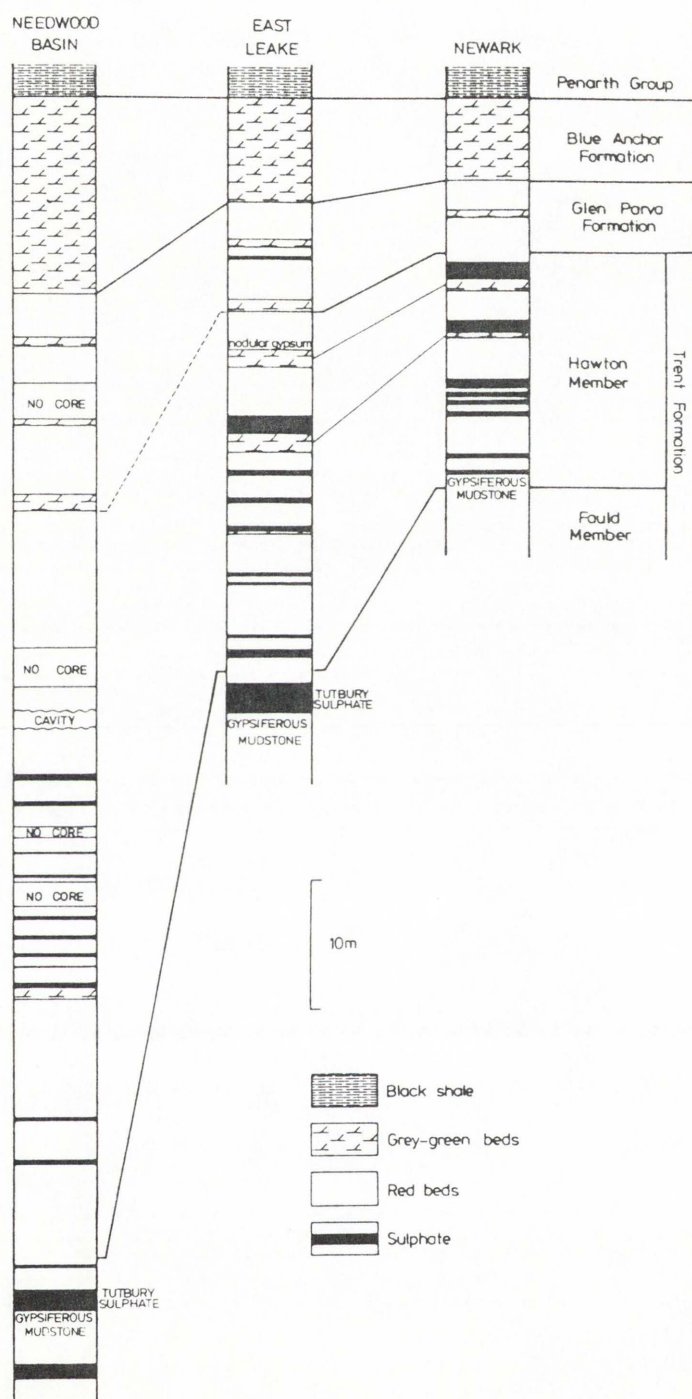 NEEDWOOD
BASIN
EAST
LEAKE
NEWARK
Penarth Group
Blue Anchor
Formation
Glen Parva
Formation
Hawton
Member
Trent Formation
Fauld
Member
NO CORE
NO CORE
CAVITY
NO CORE
NO CORE
TUTBURY
SULPHATE
GYPSIFEROUS
MUDSTONE
nodular gypsum
TUTBURY
SULPHATE
GYPSIFEROUS
MUDSTONE
GYPSIFEROUS
MUDSTONE
10m
Black shale
Grey-green beds
Red beds
Sulphate